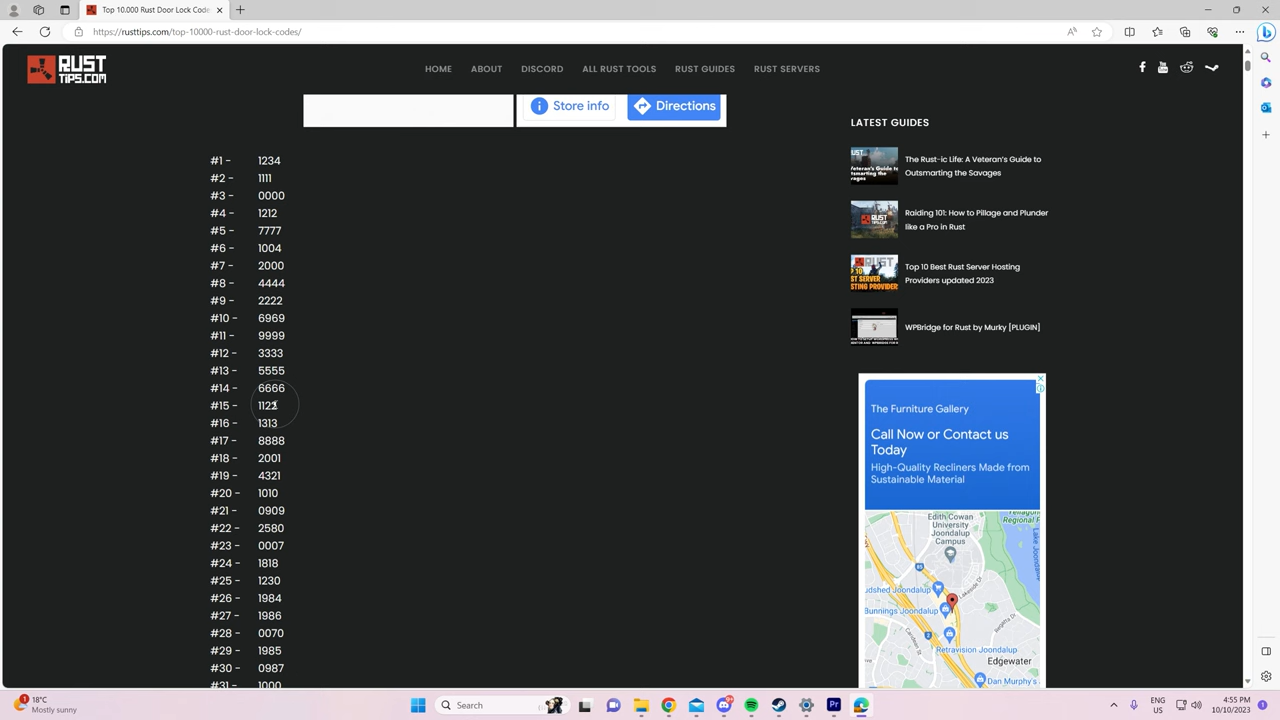 Top 10.000 Rust Door Lock Codes
https://rusttips.com/top-10000-rust-door-lock-codes/
RUST
TIPS.COM
HOME
ABOUT
DISCORD
ALL RUST TOOLS
RUST GUIDES
RUST SERVERS
Store info
Directions
#1 - 1234
#2 - 1111
#3 - 0000
#4 - 1212
#5 - 7777
#6 - 1004
#7 - 2000
#8 - 4444
#9 - 2222
#10 - 6969
#11 - 9999
#12 - 3333
#13 - 5555
#14 - 6666
#15 - 1122
#16 - 1313
#17 - 8888
#18 - 2001
#19 - 4321
#20 - 1010
#21 - 0909
#22 - 2580
#23 - 0007
#24 - 1818
#25 - 1230
#26 - 1984
#27 - 1986
#28 - 0070
#29 - 1985
#30 - 0987
#31 - 1000
LATEST GUIDES
The Rust-ic Life: A Veteran's Guide to
Outsmarting the Savages
Raiding 101: How to Pillage and Plunder
like a Pro in Rust
Top 10 Best Rust Server Hosting
Providers updated 2023
WPBridge for Rust by Murky [PLUGIN]
The Furniture Gallery
Call Now or Contact us
Today
High-Quality Recliners Made from
Sustainable Material
Edith Cowan
University
Joondalup
Campus
Lakeside Dr
Bunnings Joondalup
Retravision Joondalup
Edgewater
Dan Murphy's
18°C
Mostly sunny
Search
ENG
US
4:55 PM
10/10/2023